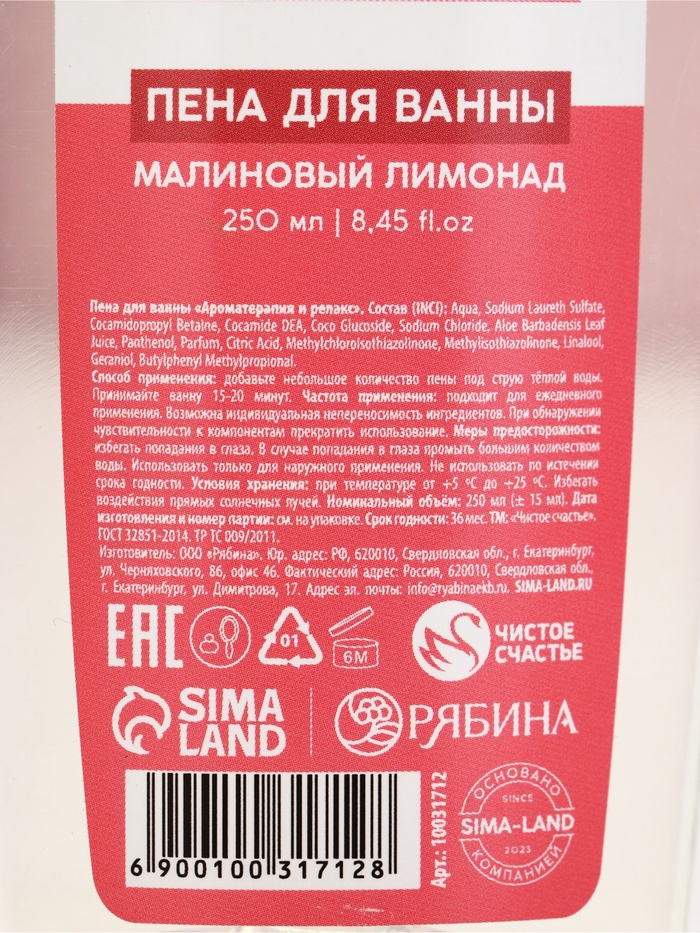 ПЕНА ДЛЯ ВАННЫ
МАЛИНОВЫЙ ЛИМОНАД
250 мл | 8,45 fl.oz
Пена для ванны «Ароматерапия и релакс». Состав (INCI): Aqua, Sodium Laureth Sulfate,
Cocamidopropyl Betaine, Cocamide DEA, Coco Glucoside, Sodium Chloride, Aloe Barbadensis Leaf
Juice, Panthenol, Parfum, Citric Acid, Methylchloroisothiazolinone, Methylisothiazolinone, Linalool,
Geraniol, Butylphenyl Methylpropional.
Способ применения: добавьте небольшое количество пены под струю тёплой воды.
Принимайте ванну 15-20 минут. Частота применения: подходит для ежедневного
применения. Возможна индивидуальная непереносимость ингредиентов. При обнаружении
чувствительности к компонентам прекратить использование. Меры предосторожности:
избегать попадания в глаза. В случае попадания в глаза промыть большим количеством
воды. Использовать только для наружного применения. Не использовать по истечении
срока годности. Условия хранения: при температуре от +5 °C до +25 °C. Избегать
воздействия прямых солнечных лучей. Номинальный объём: 250 мл (± 15 мл). Дата
изготовления и номер партии: см. на упаковке. Срок годности: 36 мес. ТМ: «Чистое счастье».
ГОСТ 32851-2014. ТР ТС 009/2011.
Изготовитель: ООО «Рябина». Юр. адрес: РФ, 620010, Свердловская обл., г. Екатеринбург,
ул. Черняховского, 86, офис 46. Фактический адрес: Россия, 620010, Свердловская обл.,
г. Екатеринбург, ул. Димитрова, 17. Адрес эл. почты: info@ryabinaekb.ru. SIMA-LAND.RU
EAC
01
6M
ЧИСТОЕ
СЧАСТЬЕ
SIMA
LAND
РЯБИНА
6 900100 317128
Арт.: 10031712
ОСНОВАНО
SINCE
SIMA-LAND
2023
КОМПАНИЕЙ